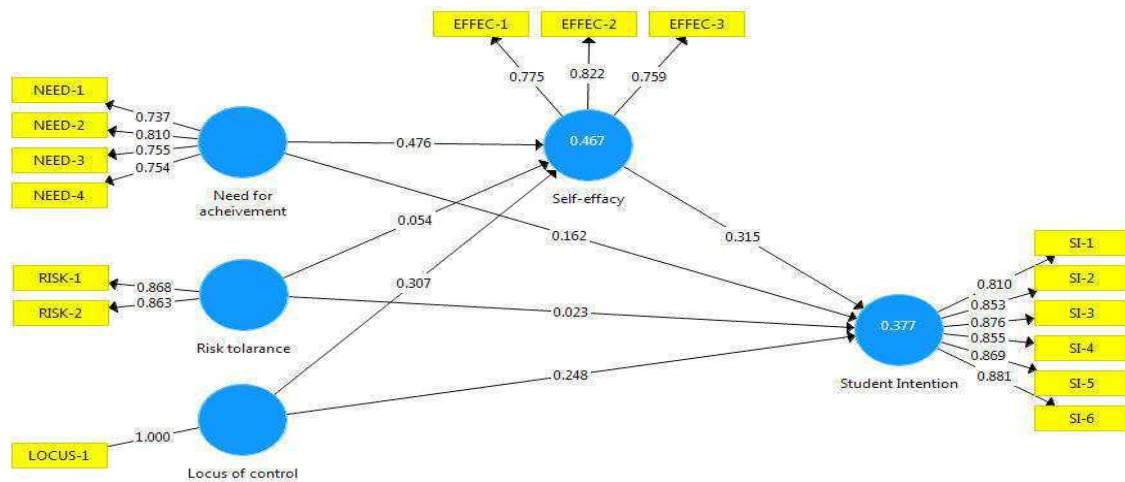 EFFEC-1 EFFEC-2 EFFEC-3
0.775 0.822 0.759
NEED-1
NEED-2
NEED-3
NEED-4
0.737
0.810
0.755
0.754
Need for
acheivement
0.476
0.467
Self-effacy
0.054
0.162
0.315
0.307
RISK-1
RISK-2
0.868
0.863
Risk tolarance
0.023
0.248
LOCUS-1
1.000
Locus of control
0.377
Student Intention
0.810
0.853
0.876
0.855
0.869
0.881
SI-1
SI-2
SI-3
SI-4
SI-5
SI-6